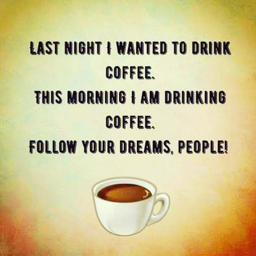 Last night I wanted to drink
coffee.
This morning I am drinking
coffee.
Follow your dreams, people!